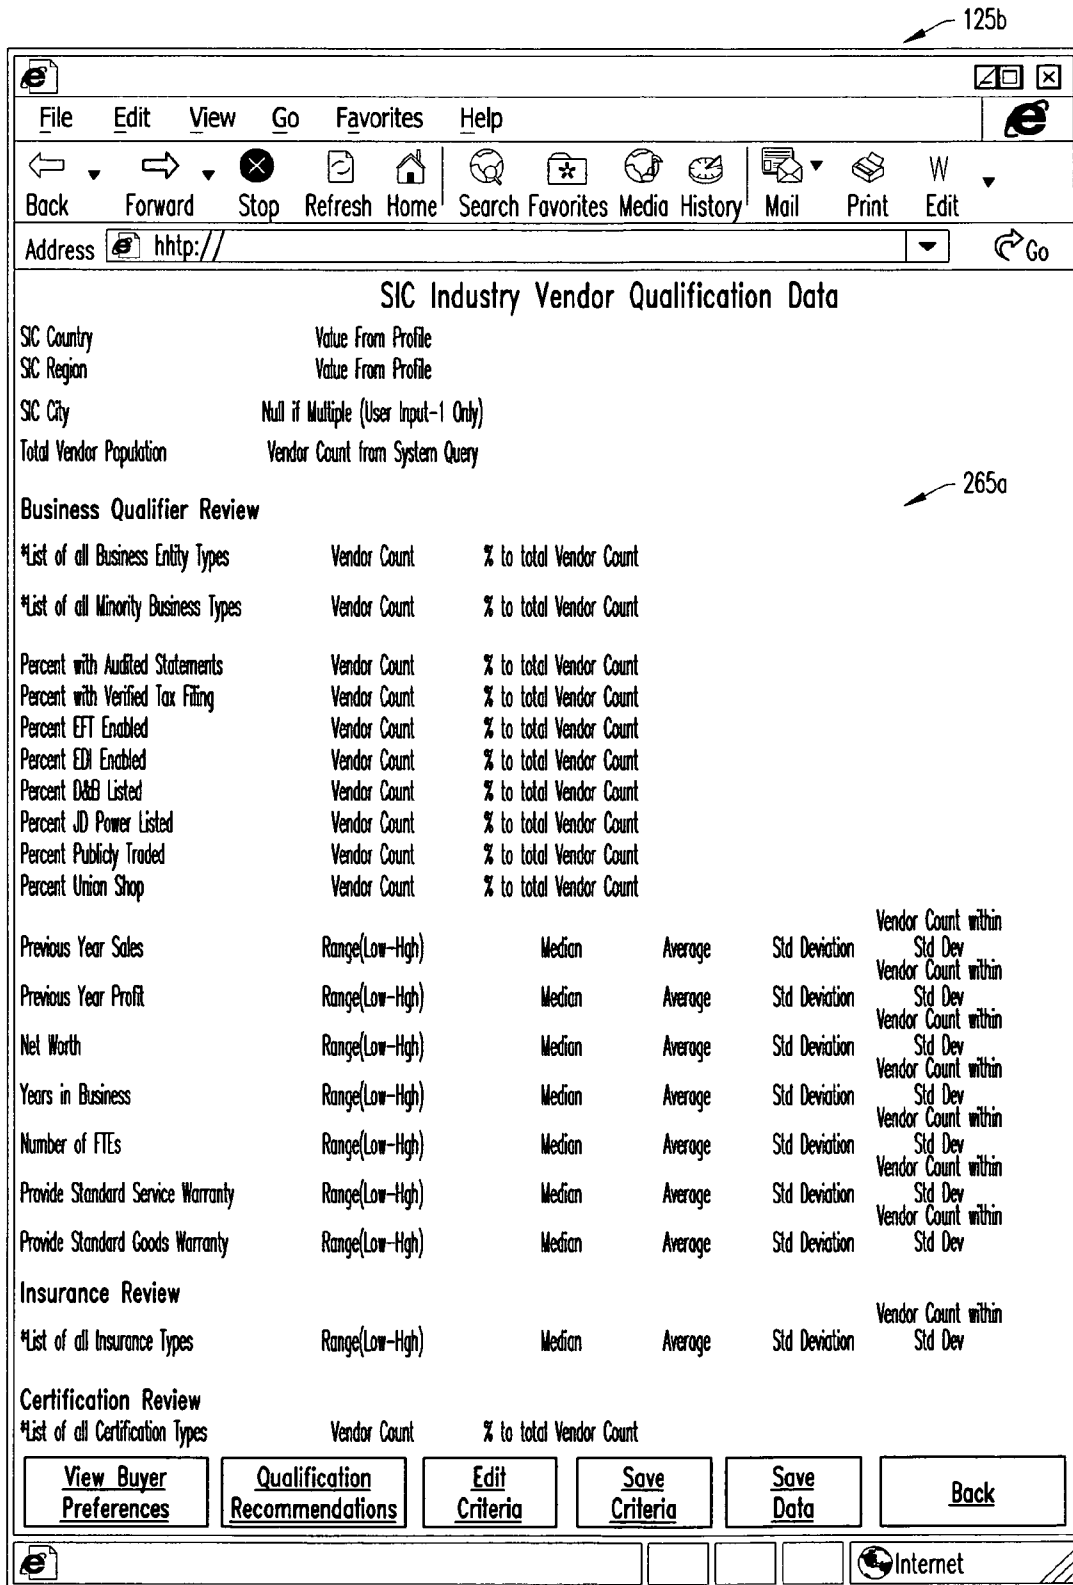 125b
File Edit View Go Favorites Help
Back Forward Stop Refresh Home Search Favorites Media History Mail Print Edit
Address hhtp:// Go
SIC Industry Vendor Qualification Data
SIC Country Value From Profile
SIC Region Value From Profile
SIC City Null if Multiple (User Input-1 Only)
Total Vendor Population Vendor Count from System Query
265a
Business Qualifier Review
*List of all Business Entity Types Vendor Count % to total Vendor Count
*List of all Minority Business Types Vendor Count % to total Vendor Count
Percent with Audited Statements Vendor Count % to total Vendor Count
Percent with Verified Tax Filing Vendor Count % to total Vendor Count
Percent EFT Enabled Vendor Count % to total Vendor Count
Percent EDI Enabled Vendor Count % to total Vendor Count
Percent D&B Listed Vendor Count % to total Vendor Count
Percent JD Power Listed Vendor Count % to total Vendor Count
Percent Publicly Traded Vendor Count % to total Vendor Count
Percent Union Shop Vendor Count % to total Vendor Count
Vendor Count within
Previous Year Sales Range(Low-Hgh) Median Average Std Deviation Std Dev
Vendor Count within
Previous Year Profit Range(Low-Hgh) Median Average Std Deviation Std Dev
Vendor Count within
Net Worth Range(Low-Hgh) Median Average Std Deviation Std Dev
Vendor Count within
Years in Business Range(Low-Hgh) Median Average Std Deviation Std Dev
Vendor Count within
Number of FTEs Range(Low-Hgh) Median Average Std Deviation Std Dev
Vendor Count within
Provide Standard Service Warranty Range(Low-Hgh) Median Average Std Deviation Std Dev
Vendor Count within
Provide Standard Goods Warranty Range(Low-Hgh) Median Average Std Deviation Std Dev
Insurance Review
Vendor Count within
*List of all Insurance Types Range(Low-Hgh) Median Average Std Deviation Std Dev
Certification Review
*List of all Certification Types Vendor Count % to total Vendor Count
View Buyer Preferences Qualification Recommendations Edit Criteria Save Criteria Save Data Back
Internet